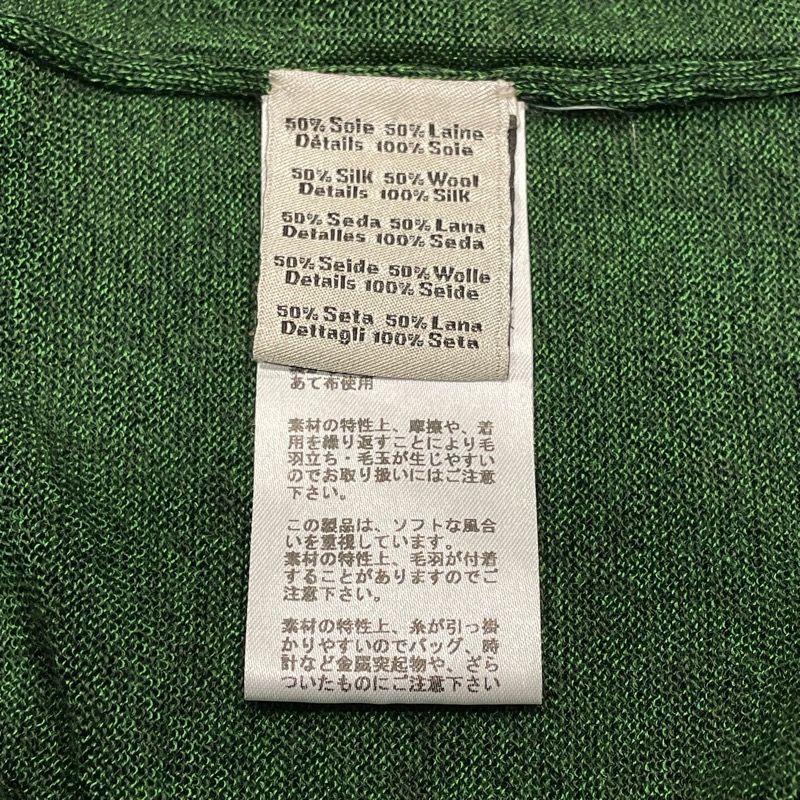 50% Soie 50% Laine
Détails 100% Soie
50% Silk 50% Wool
Details 100% Silk
50% Seda 50% Lana
Detalles 100% Seda
50% Seide 50% Wolle
Details 100% Seide
50% Seta 50% Lana
Dettagli 100% Seta
あて布使用
素材の特性上、摩擦や、着
用を繰り返すことにより毛
羽立ち・毛玉が生じやすい
のでお取り扱いにはご注意
下さい。
この製品は、ソフトな風合
いを重視しています。
素材の特性上、毛羽が付着
することがありますのでご
注意下さい。
素材の特性上、糸が引っ掛
かりやすいのでバッグ、時
計など金属突起物や、ざら
ついたものにご注意下さい